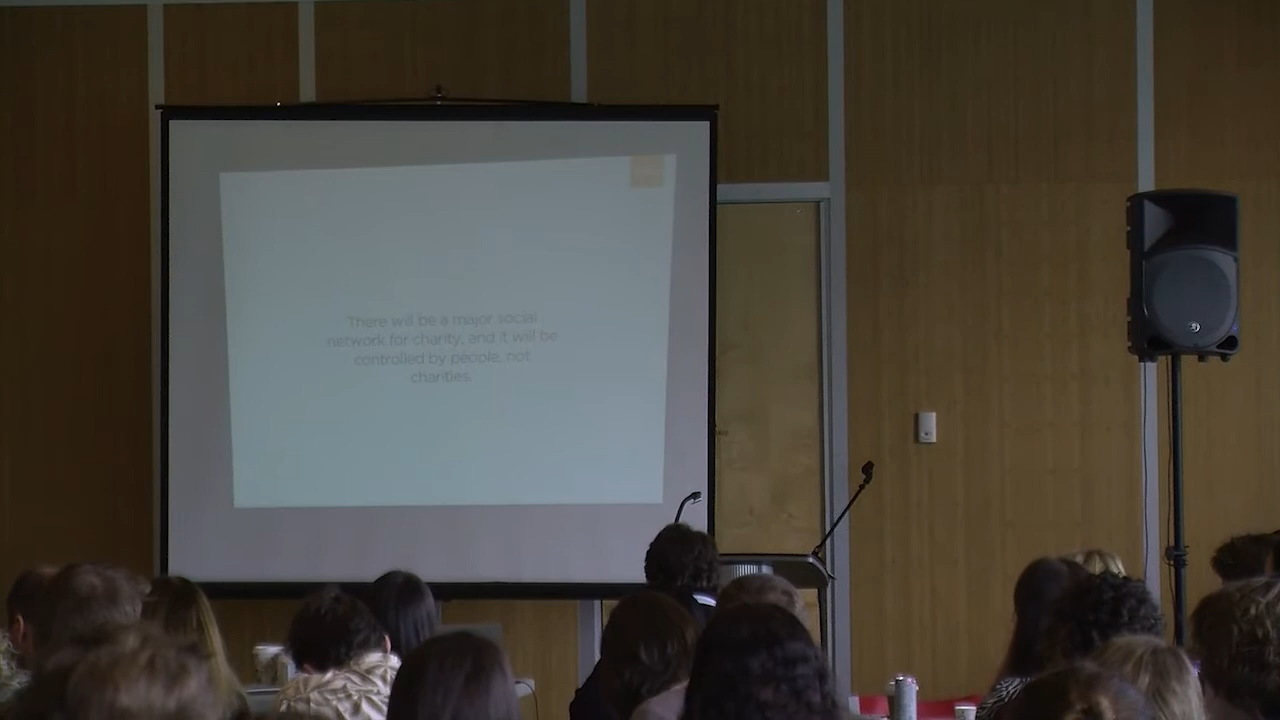 There will be a major social
network for charity, and it will be
controlled by people, not
charities.